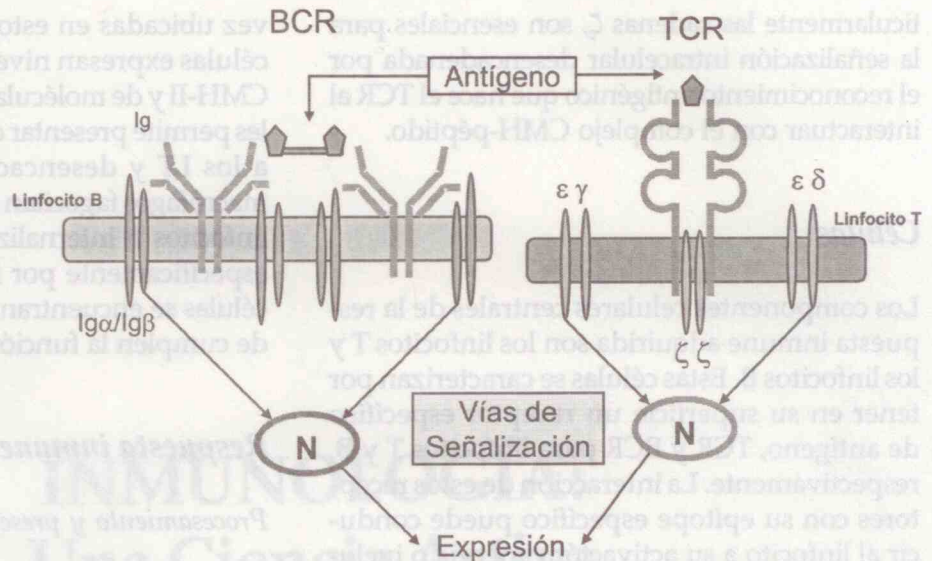 BCR
TCR
Antígeno
Ig
ε γ
ε δ
Linfocito B
Linfocito T
Igα/Igβ
ζ ζ
Vías de
Señalización
N
N
Expresión
ticularmente las cadenas ζ son esenciales para
la señalización intracelular desencadenada por
el reconocimiento antigénico que hace el TCR al
interactuar con el complejo CMH-péptido.
Células
Los componentes celulares centrales de la res-
puesta inmune adquirida son los linfocitos T y
los linfocitos B. Estas células se caracterizan por
tener en su superficie un receptor específico
de antígeno, TCR y BCR
respectivamente. La interacción de estos recep-
tores con su epítope específico puede condu-
cir al linfocito a su activación
vez ubicadas en esto
células expresan nive
CMH-II y de molécula
les permite presentar
a los LT y desencac
internaliz
específicamente por
células se encuentran
de cumplen la función
Respuesta inmune
Procesamiento y prese
INMUNO
Una Ciencia